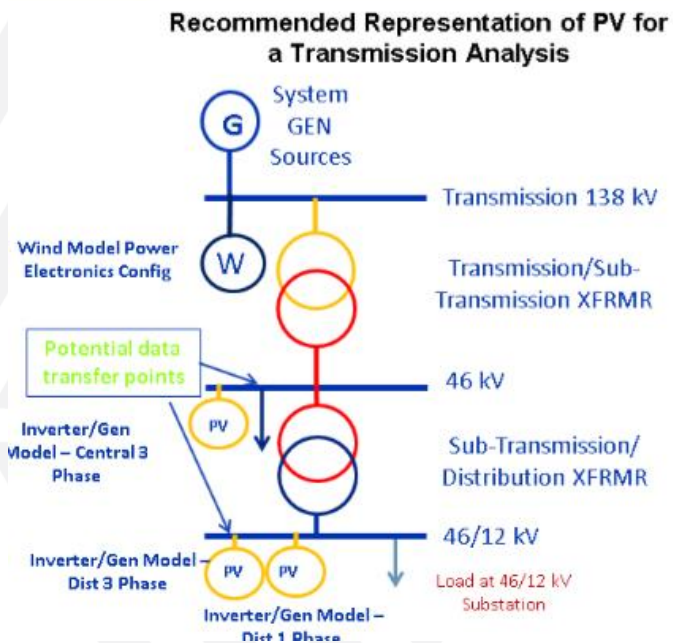 Recommended Representation of PV for
a Transmission Analysis
System
GEN
Sources
G
Transmission 138 kV
Wind Model Power
Electronics Config
W
Transmission/Sub-
Transmission XFRMR
Potential data
transfer points
46 kV
PV
Inverter/Gen
Model – Central 3
Phase
Sub-Transmission/
Distribution XFRMR
46/12 kV
Inverter/Gen Model –
Dist 3 Phase
PV
PV
Load at 46/12 kV
Substation
Inverter/Gen Model –
Dist 1 Phase